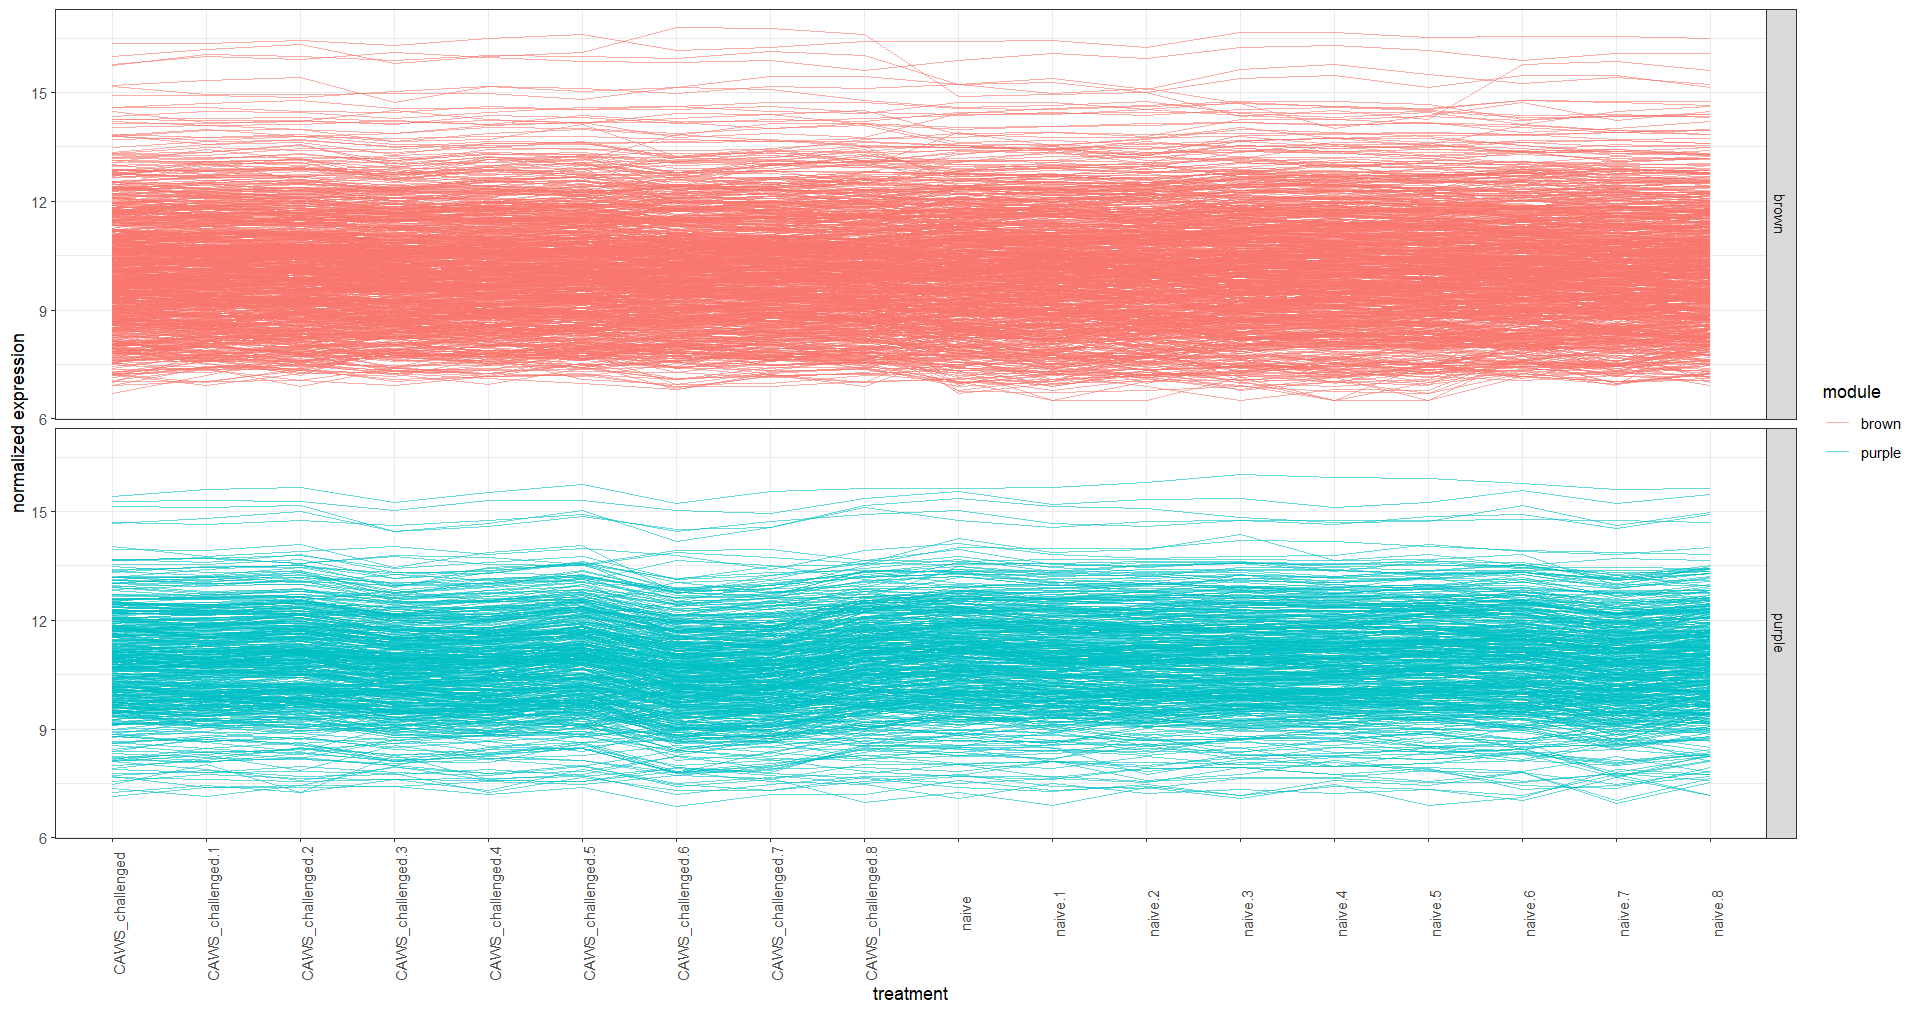 normalized expression
15
12
9
6
brown
15
12
9
6
purple
CAWS_challenged
CAWS_challenged.1
CAWS_challenged.2
CAWS_challenged.3
CAWS_challenged.4
CAWS_challenged.5
CAWS_challenged.6
CAWS_challenged.7
CAWS_challenged.8
naive
naive.1
naive.2
naive.3
naive.4
naive.5
naive.6
naive.7
naive.8
treatment
module
brown
purple